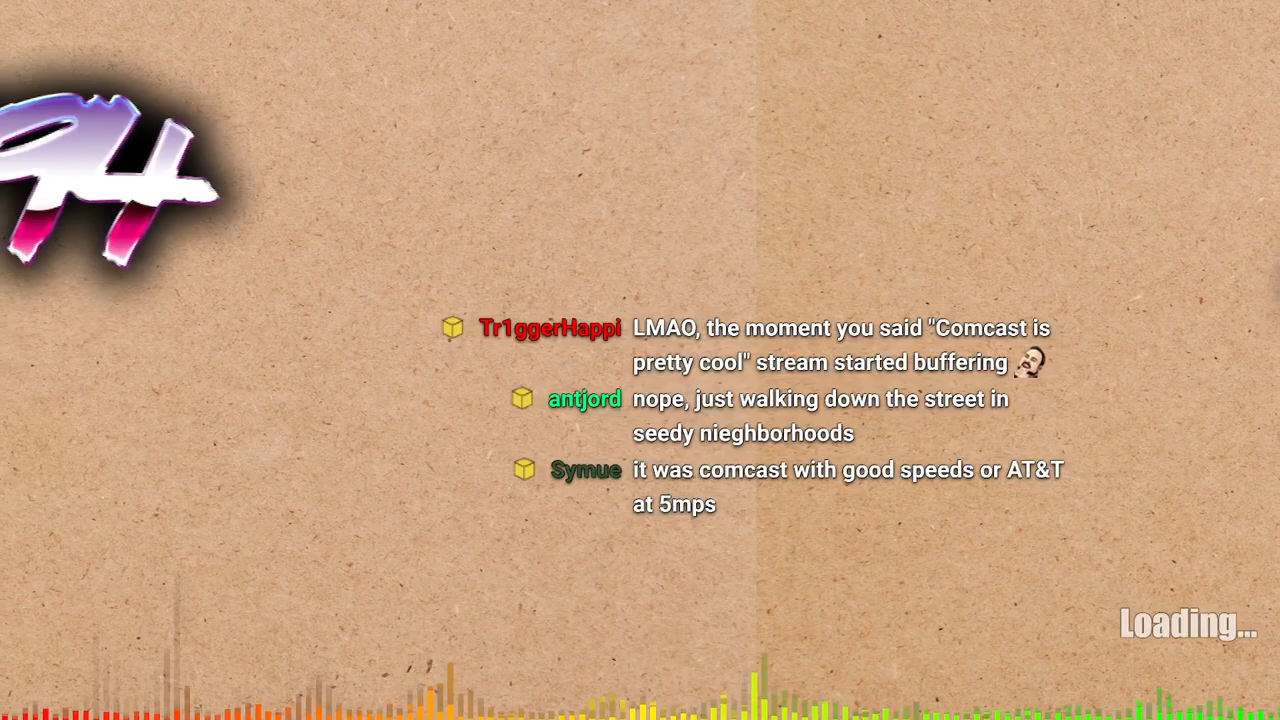 94
Tr1ggerHappi LMAO, the moment you said "Comcast is
pretty cool" stream started buffering
antjord nope, just walking down the street in
seedy nieghborhoods
Symue it was comcast with good speeds or AT&T
at 5mps
Loading...